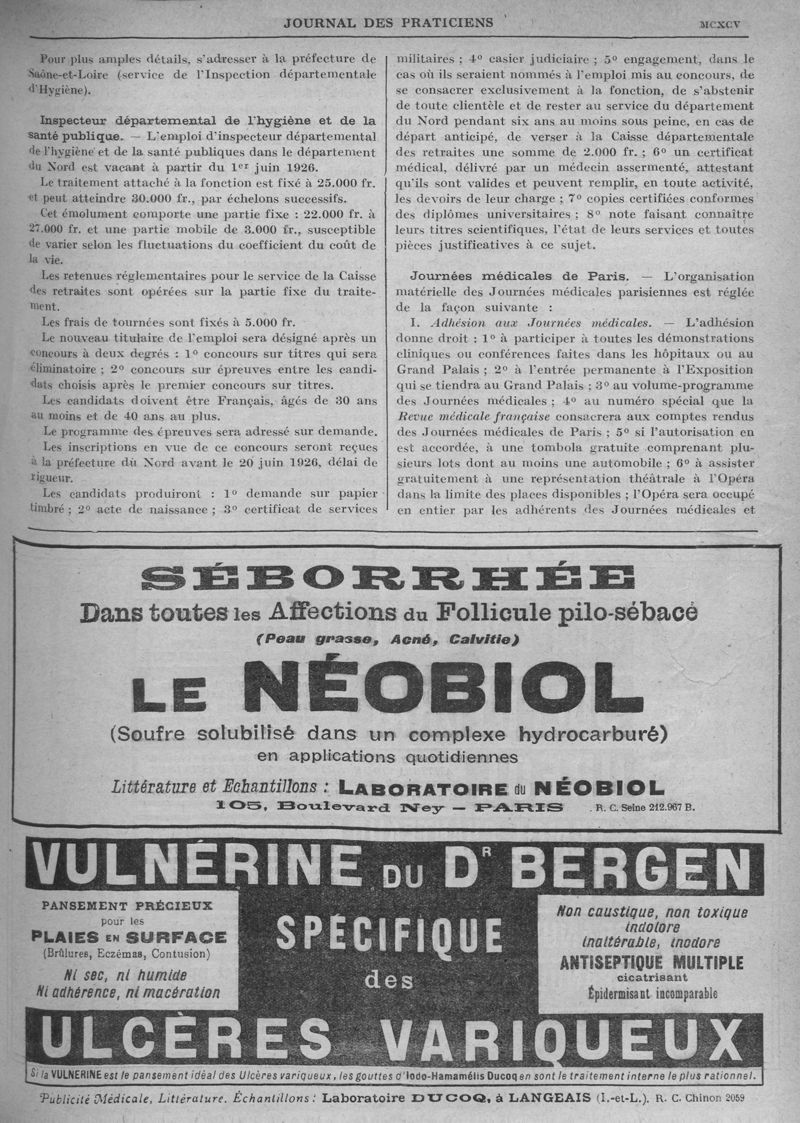 JOURNAL DES PRATICIENS
MCXCV
Pour plus amples détails, s'adresser à la préfecture de
Saône-et-Loire (service de l'Inspection départementale
d'Hygiène).
Inspecteur départemental de l'hygiène et de la
santé publique. — L'emploi d'inspecteur départemental
de l'hygiène et de la santé publiques dans le département
du Nord est vacant à partir du 1er juin 1926.
Le traitement attaché à la fonction est fixé à 25.000 fr.
et peut atteindre 30.000 fr., par échelons successifs.
Cet émolument comporte une partie fixe : 22.000 fr. à
27.000 fr. et une partie mobile de 3.000 fr., susceptible
de varier selon les fluctuations du coefficient du coût de
la vie.
Les retenues réglementaires pour le service de la Caisse
des retraites sont opérées sur la partie fixe du traite-
ment.
Les frais de tournées sont fixés à 5.000 fr.
Le nouveau titulaire de l'emploi sera désigné après un
concours à deux degrés : 1° concours sur titres qui sera
éliminatoire ; 2° concours sur épreuves entre les candi-
dats choisis après le premier concours sur titres.
Les candidats doivent être Français, âgés de 30 ans
au moins et de 40 ans au plus.
Le programme des épreuves sera adressé sur demande.
Les inscriptions en vue de ce concours seront reçues
à la préfecture du Nord avant le 20 juin 1926, délai de
rigueur.
Les candidats produiront : 1° demande sur papier
timbré ; 2° acte de naissance ; 3° certificat de services
militaires ; 4° casier judiciaire ; 5° engagement, dans le
cas où ils seraient nommés à l'emploi mis au concours, de
se consacrer exclusivement à la fonction, de s'abstenir
de toute clientèle et de rester au service du département
du Nord pendant six ans au moins sous peine, en cas de
départ anticipé, de verser à la Caisse départementale
des retraites une somme de 2.000 fr. ; 6° un certificat
médical, délivré par un médecin assermenté, attestant
qu'ils sont valides et peuvent remplir, en toute activité,
les devoirs de leur charge ; 7° copies certifiées conformes
des diplômes universitaires ; 8° note faisant connaître
leurs titres scientifiques, l'état de leurs services et toutes
pièces justificatives à ce sujet.
Journées médicales de Paris. — L'organisation
matérielle des Journées médicales parisiennes est réglée
de la façon suivante :
I. Adhésion aux Journées médicales. — L'adhésion
donne droit : 1° à participer à toutes les démonstrations
cliniques ou conférences faites dans les hôpitaux ou au
Grand Palais ; 2° à l'entrée permanente à l'Exposition
qui se tiendra au Grand Palais ; 3° au volume-programme
des Journées médicales ; 4° au numéro spécial que la
Revue médicale française consacrera aux comptes rendus
des Journées médicales de Paris ; 5° si l'autorisation en
est accordée, à une tombola gratuite comprenant plu-
sieurs lots dont au moins une automobile ; 6° à assister
gratuitement à une représentation théâtrale à l'Opéra
dans la limite des places disponibles ; l'Opéra sera occupé
en entier par les adhérents des Journées médicales et
SÉBORRHÉE
Dans toutes les Affections du Follicule pilo-sébacé
(Peau grasse, Acné, Calvitie)
LE NÉOBIOL
(Soufre solubilisé dans un complexe hydrocarburé)
en applications quotidiennes
Littérature et Echantillons : LABORATOIRE du NÉOBIOL
105, Boulevard Ney — PARIS . R. C. Seine 212.967 B.
VULNÉRINE DU Dr BERGEN
PANSEMENT PRÉCIEUX
pour les
PLAIES EN SURFACE
(Brûlures, Eczémas, Contusion)
Ni sec, ni humide
Ni adhérence, ni macération
SPÉCIFIQUE
des
Non caustique, non toxique
indolore
inaltérable, inodore
ANTISEPTIQUE MULTIPLE
cicatrisant
Épidermisant incomparable
ULCÈRES VARIQUEUX
Si la VULNERINE est le pansement idéal des Ulcères variqueux, les gouttes d'Iodo-Hamamélis Ducoq en sont le traitement interne le plus rationnel.
Publicité Médicale, Littérature. Échantillons : Laboratoire DUCOQ, à LANGEAIS (I.-et-L.). R. C. Chinon 2059